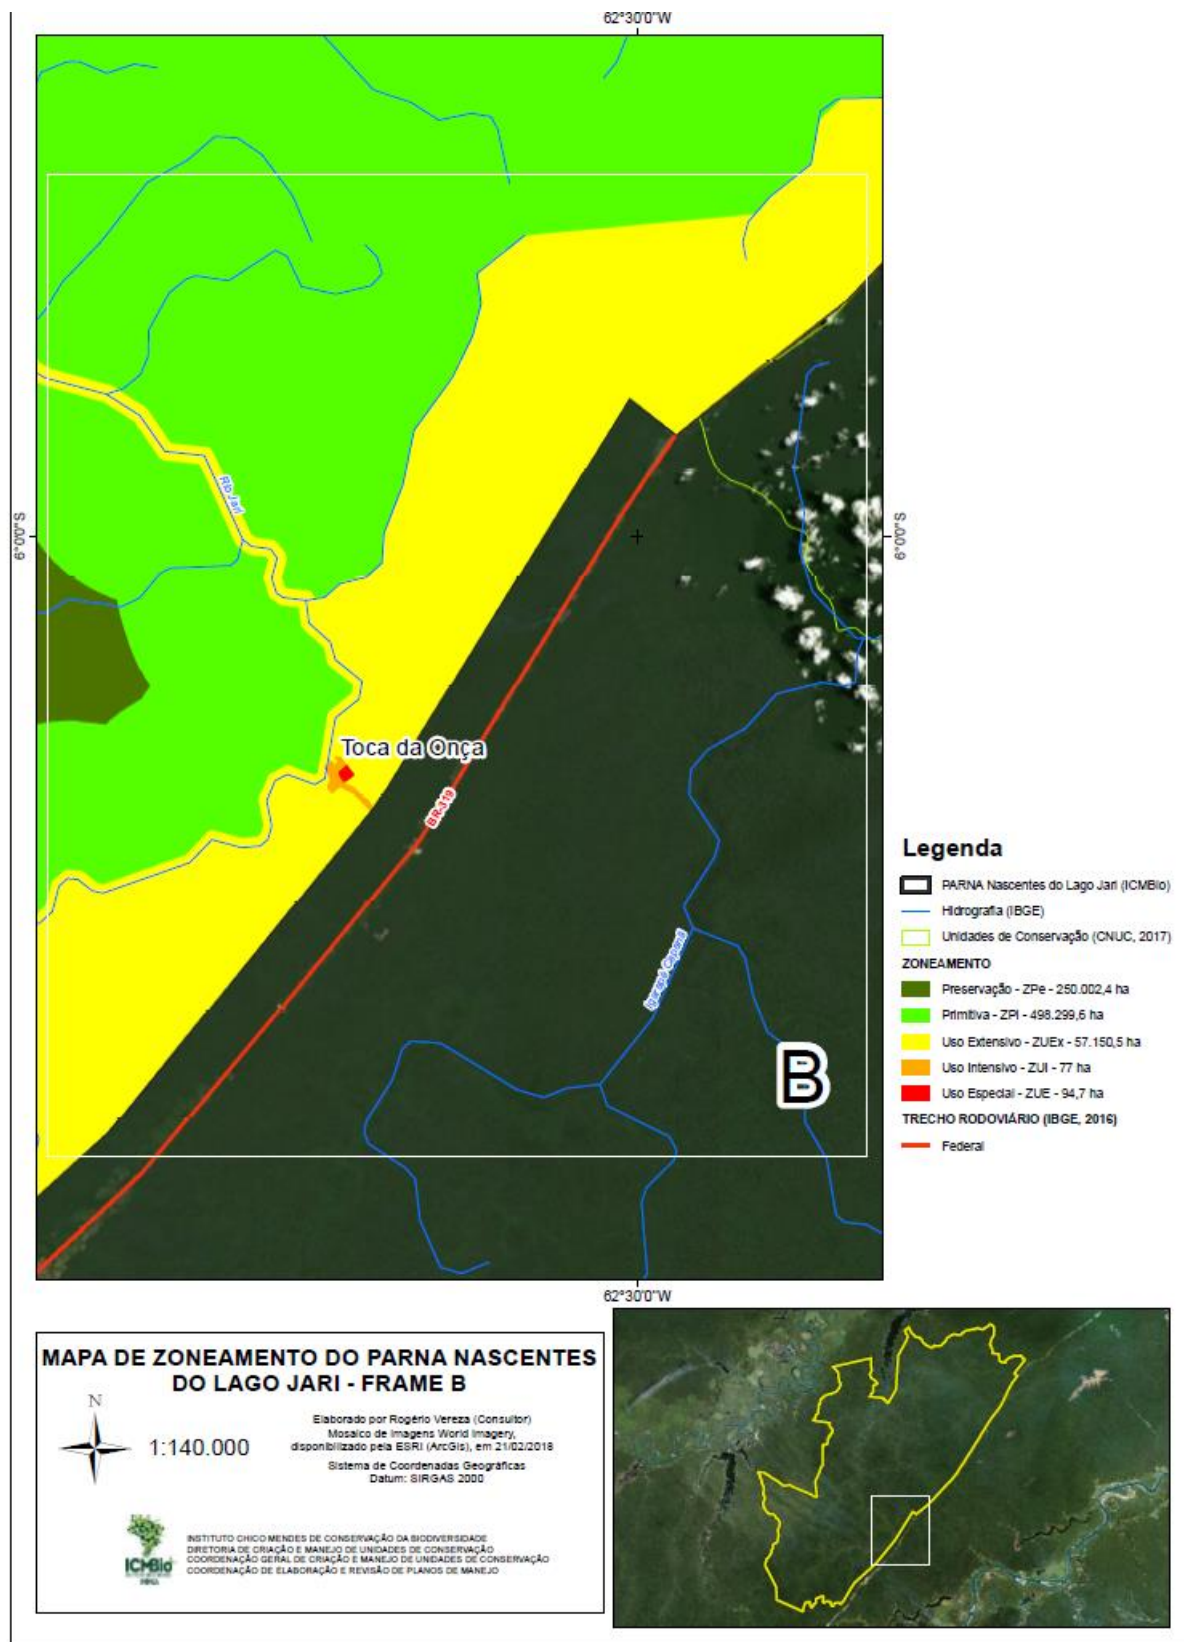 62°30'0"W
6°0'0"S
6°0'0"S
Rio Jari
Toca da Onça
BR-319
Igarapé Capanã
B
62°30'0"W
Legenda
PARNA Nascentes do Lago Jari (ICMBio)
Hidrografia (IBGE)
Unidades de Conservação (CNUC, 2017)
ZONEAMENTO
Preservação - ZPe - 250.002,4 ha
Primitiva - ZPI - 498.299,6 ha
Uso Extensivo - ZUEx - 57.150,5 ha
Uso Intensivo - ZUI - 77 ha
Uso Especial - ZUE - 94,7 ha
TRECHO RODOVIÁRIO (IBGE, 2016)
Federal
MAPA DE ZONEAMENTO DO PARNA NASCENTES
DO LAGO JARI - FRAME B
N
1:140.000
Elaborado por Rogério Vereza (Consultor)
Mosaico de Imagens World Imagery,
disponibilizado pela ESRI (ArcGis), em 21/02/2018
Sistema de Coordenadas Geográficas
Datum: SIRGAS 2000
ICMBio
INSTITUTO CHICO MENDES DE CONSERVAÇÃO DA BIODIVERSIDADE
DIRETORIA DE CRIAÇÃO E MANEJO DE UNIDADES DE CONSERVAÇÃO
COORDENAÇÃO GERAL DE CRIAÇÃO E MANEJO DE UNIDADES DE CONSERVAÇÃO
COORDENAÇÃO DE ELABORAÇÃO E REVISÃO DE PLANOS DE MANEJO